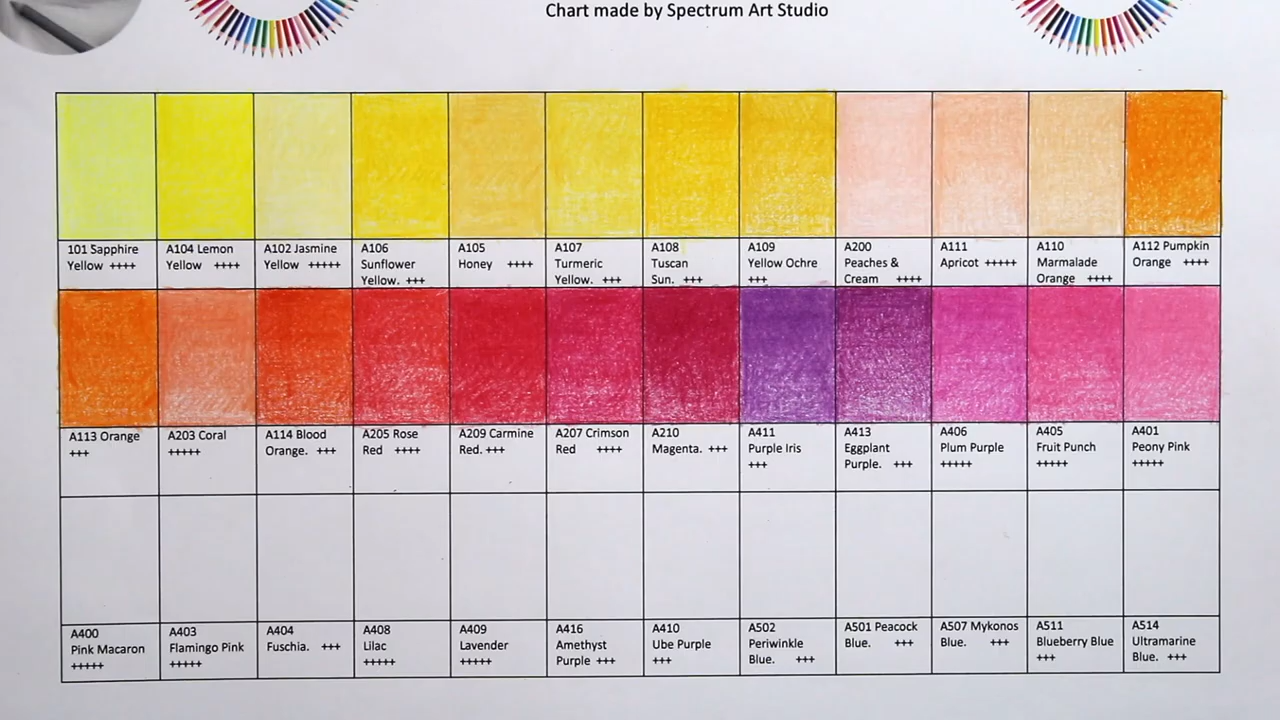 Chart made by Spectrum Art Studio
101 Sapphire
Yellow ++++
A104 Lemon
Yellow ++++
A102 Jasmine
Yellow +++++
A106
Sunflower
Yellow. +++
A105
Honey ++++
A107
Turmeric
Yellow. +++
A108
Tuscan
Sun. +++
A109
Yellow Ochre
+++
A200
Peaches &
Cream ++++
A111
Apricot +++++
A110
Marmalade
Orange ++++
A112 Pumpkin
Orange ++++
A113 Orange
+++
A203 Coral
+++++
A114 Blood
Orange. +++
A205 Rose
Red ++++
A209 Carmine
Red. +++
A207 Crimson
Red ++++
A210
Magenta. +++
A411
Purple Iris
+++
A413
Eggplant
Purple. +++
A406
Plum Purple
+++++
A405
Fruit Punch
+++++
A401
Peony Pink
+++++
A400
Pink Macaron
+++++
A403
Flamingo Pink
+++++
A404
Fuschia. +++
A408
Lilac
+++++
A409
Lavender
+++++
A416
Amethyst
Purple +++
A410
Ube Purple
+++
A502
Periwinkle
Blue. +++
A501 Peacock
Blue. +++
A507 Mykonos
Blue. +++
A511
Blueberry Blue
+++
A514
Ultramarine
Blue. +++